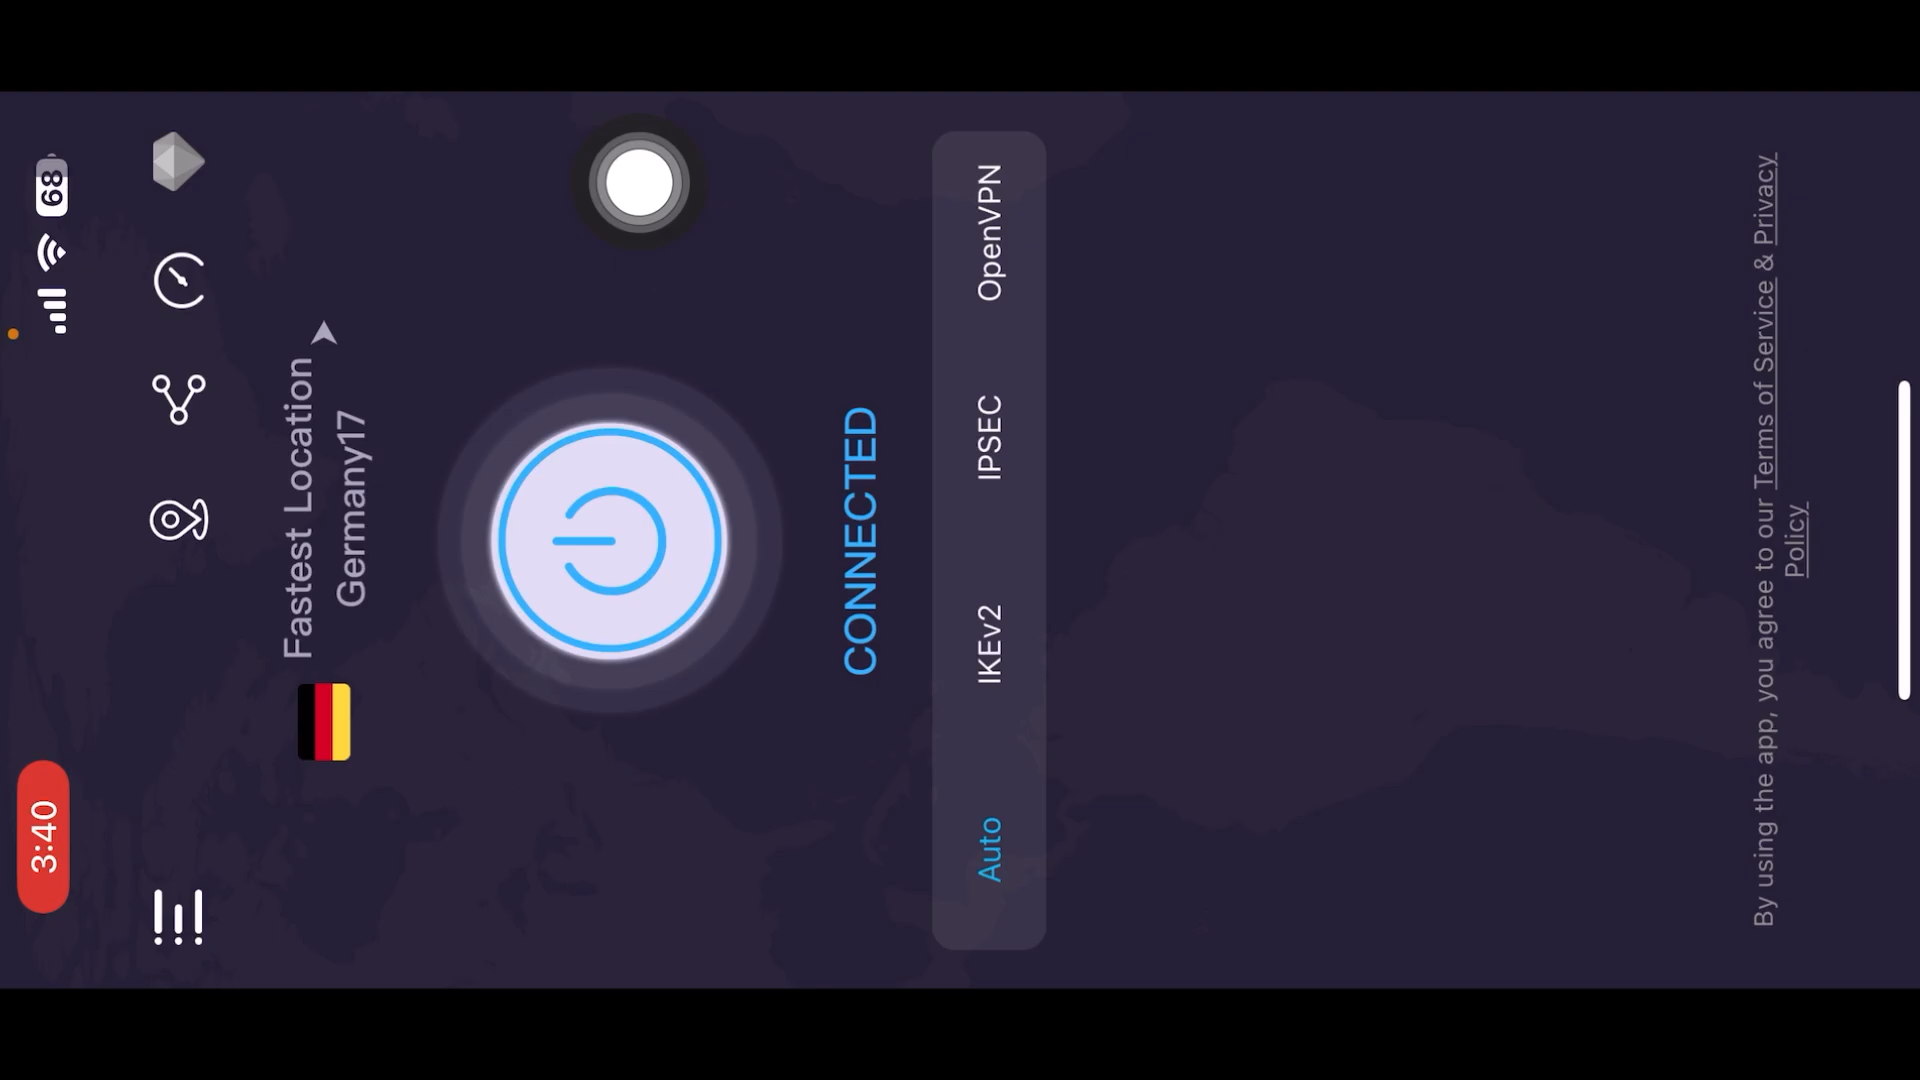 3:40
68
Fastest Location
Germany17
CONNECTED
Auto
IKEv2
IPSEC
OpenVPN
By using the app, you agree to our Terms of Service & Privacy
Policy